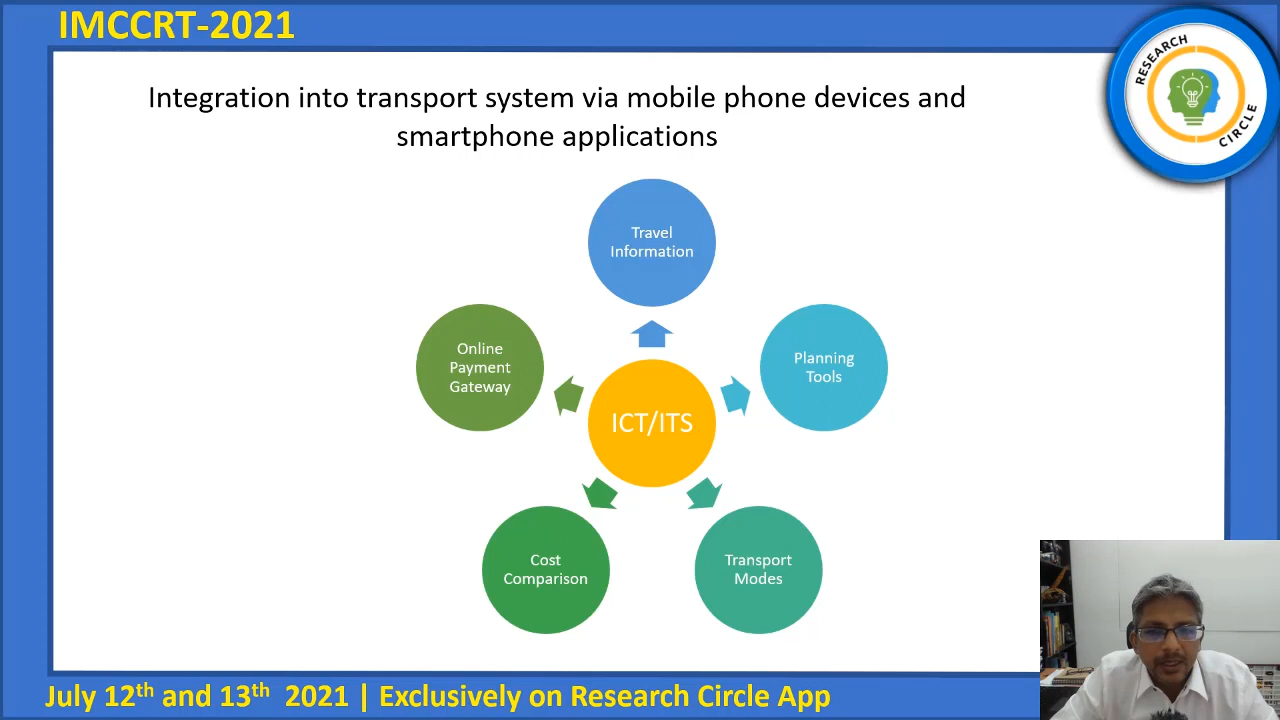 IMCCRT-2021
RESEARCH
CIRCLE
Integration into transport system via mobile phone devices and
smartphone applications
Travel
Information
Online
Payment
Gateway
Planning
Tools
ICT/ITS
Cost
Comparison
Transport
Modes
July 12th and 13th 2021 | Exclusively on Research Circle App